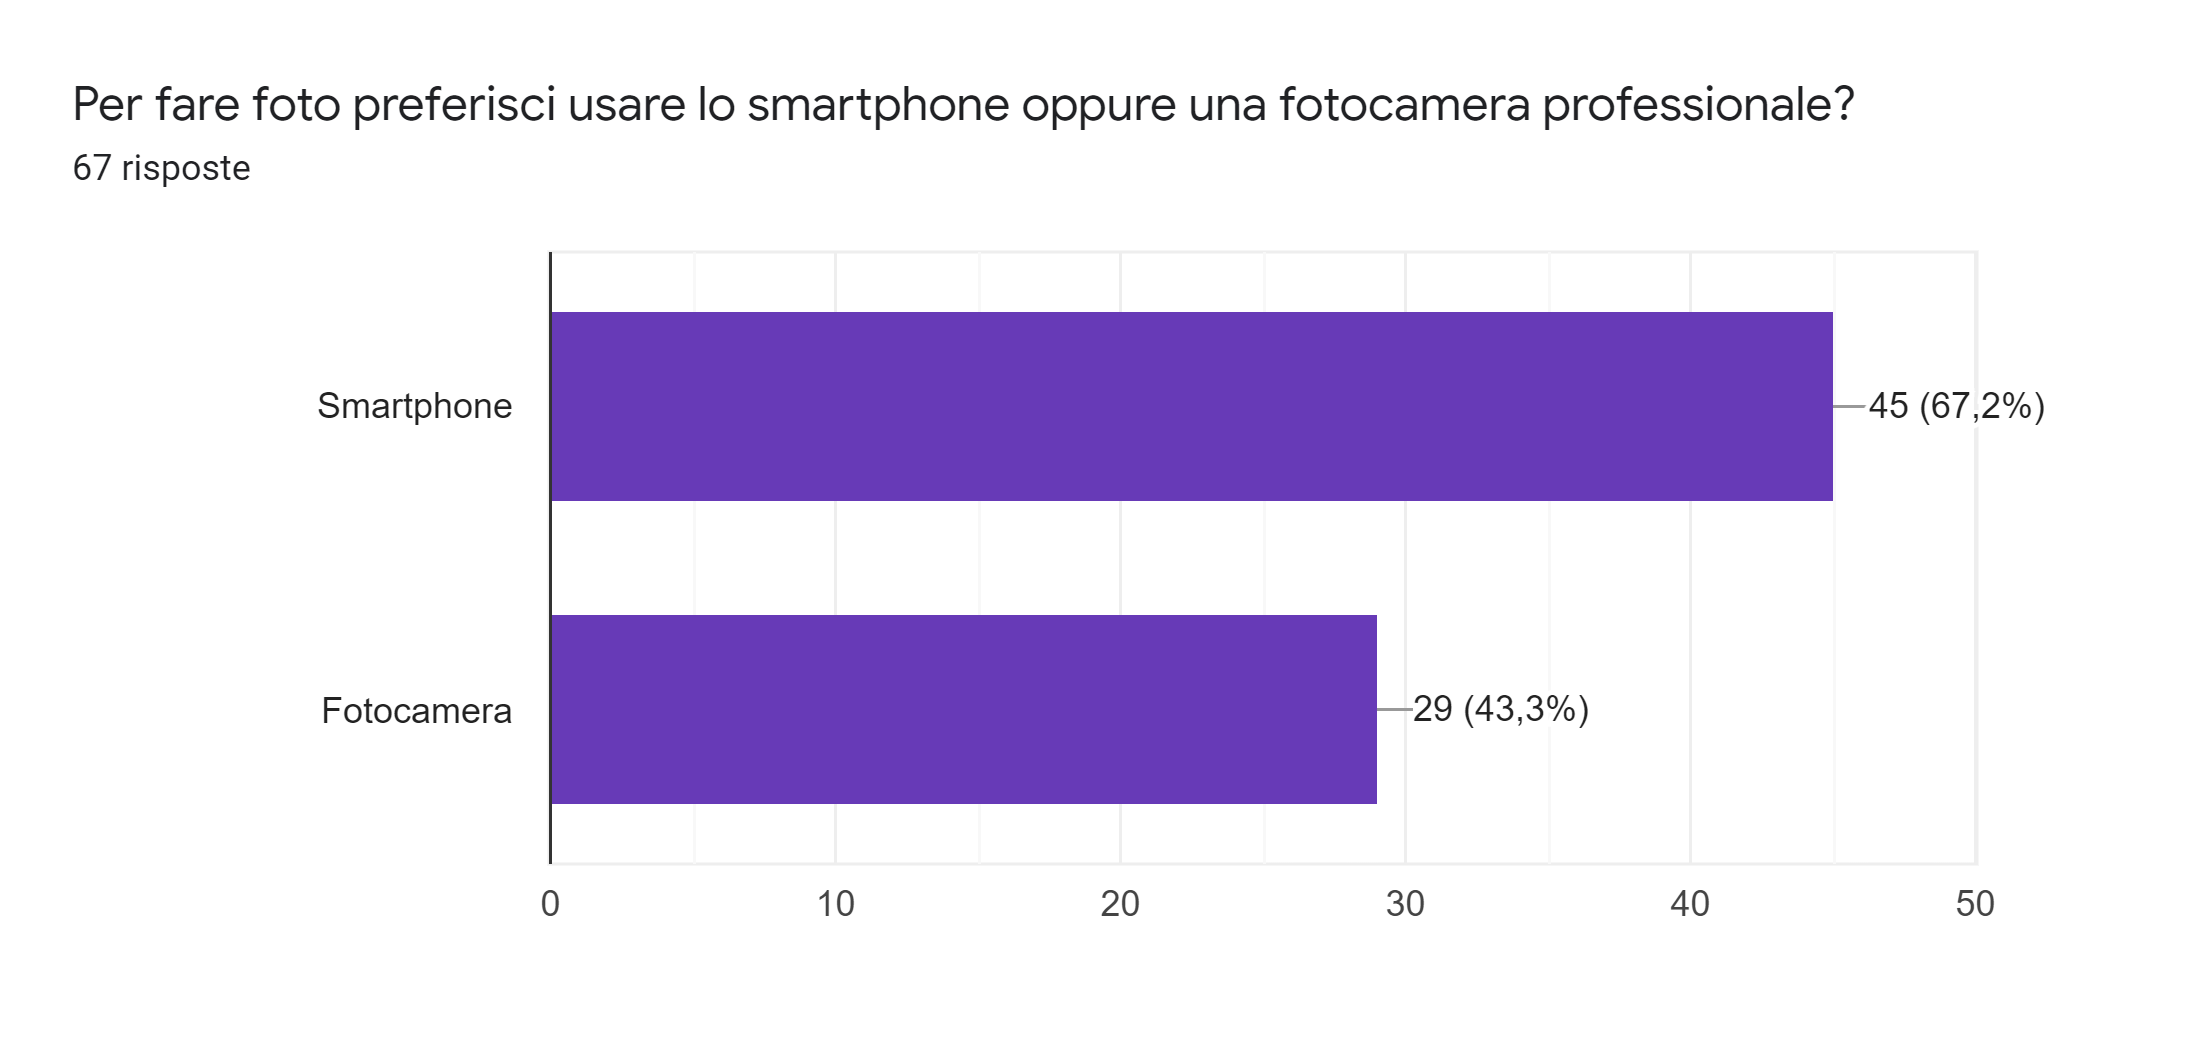 Per fare foto preferisci usare lo smartphone oppure una fotocamera professionale?
67 risposte
Smartphone
45 (67,2%)
Fotocamera
29 (43,3%)
0 10 20 30 40 50